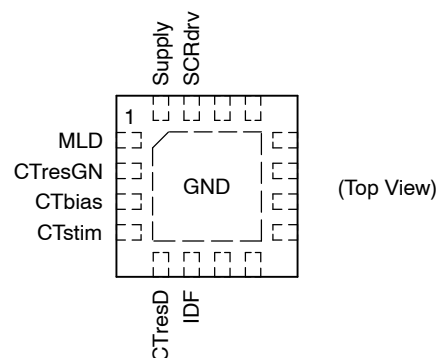 Supply
SCRdrv
1
MLD
CTresGN
CTbias
CTstim
GND
(Top View)
CTresD
IDF